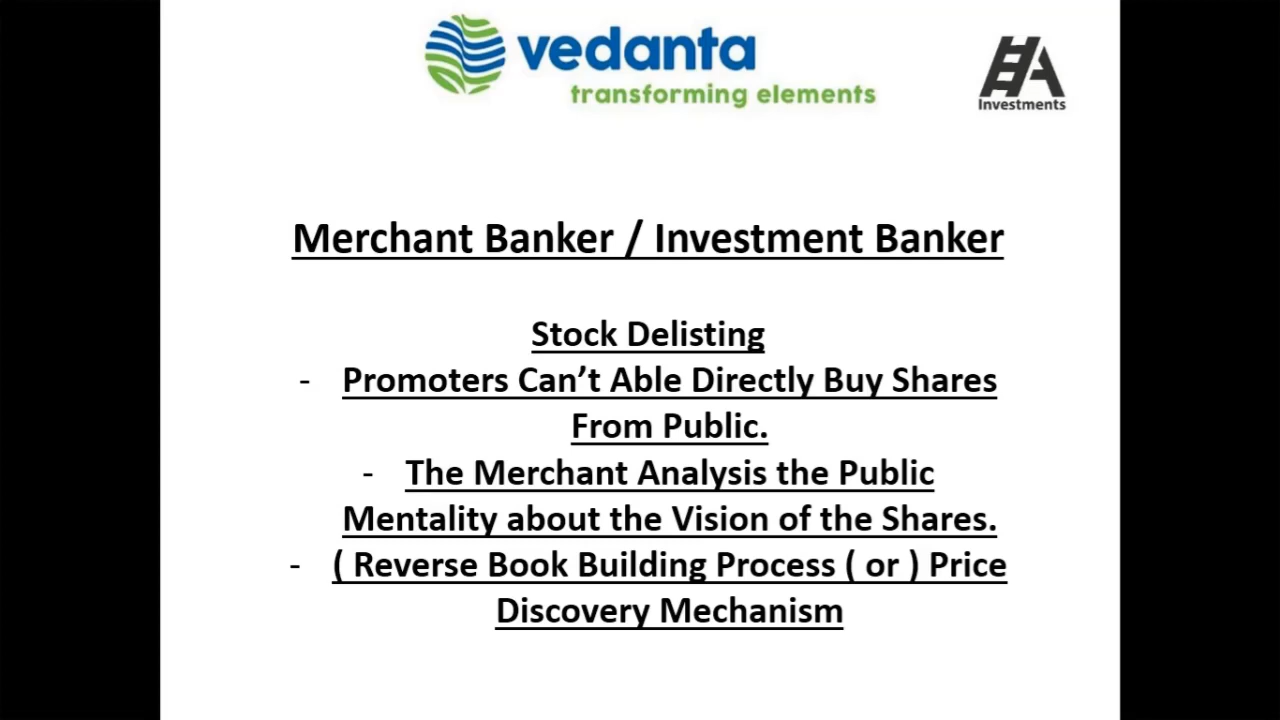 vedanta
transforming elements
Investments
Merchant Banker / Investment Banker
Stock Delisting
- Promoters Can’t Able Directly Buy Shares
From Public.
- The Merchant Analysis the Public
Mentality about the Vision of the Shares.
- ( Reverse Book Building Process ( or ) Price
Discovery Mechanism